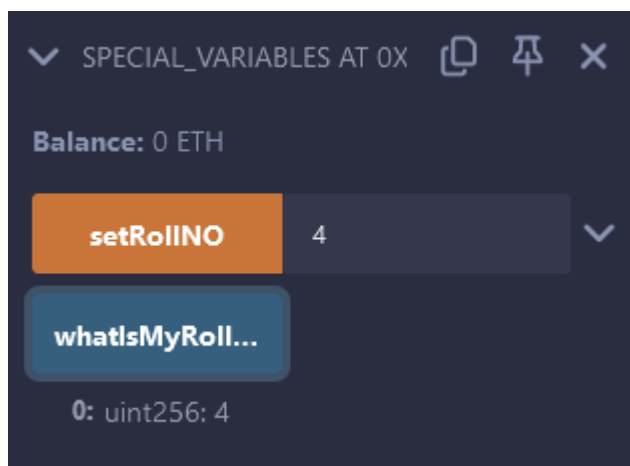 SPECIAL_VARIABLES AT 0X
Balance: 0 ETH
setRollNO 4
whatIsMyRoll...
0: uint256: 4